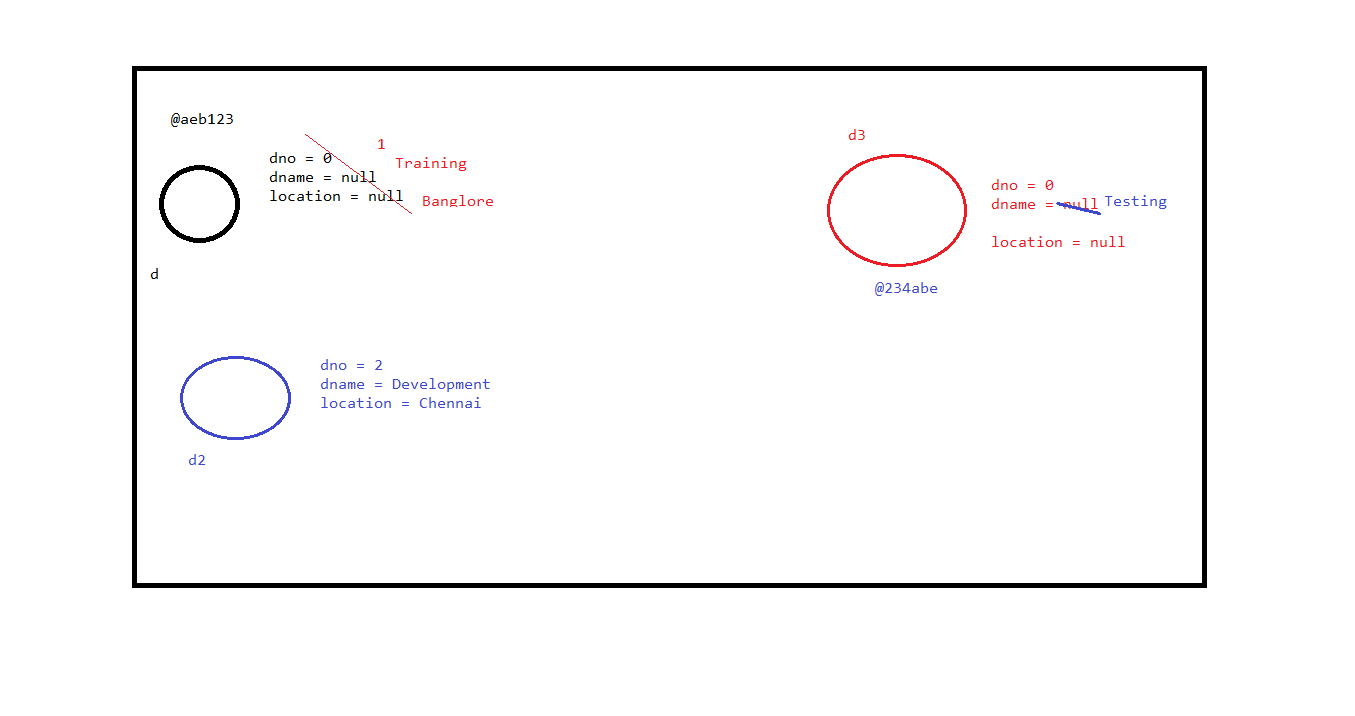 @aeb123
dno = 0 1
dname = null Training
location = null Banglore
d
d3
dno = 0
dname = null Testing
location = null
@234abe
dno = 2
dname = Development
location = Chennai
d2